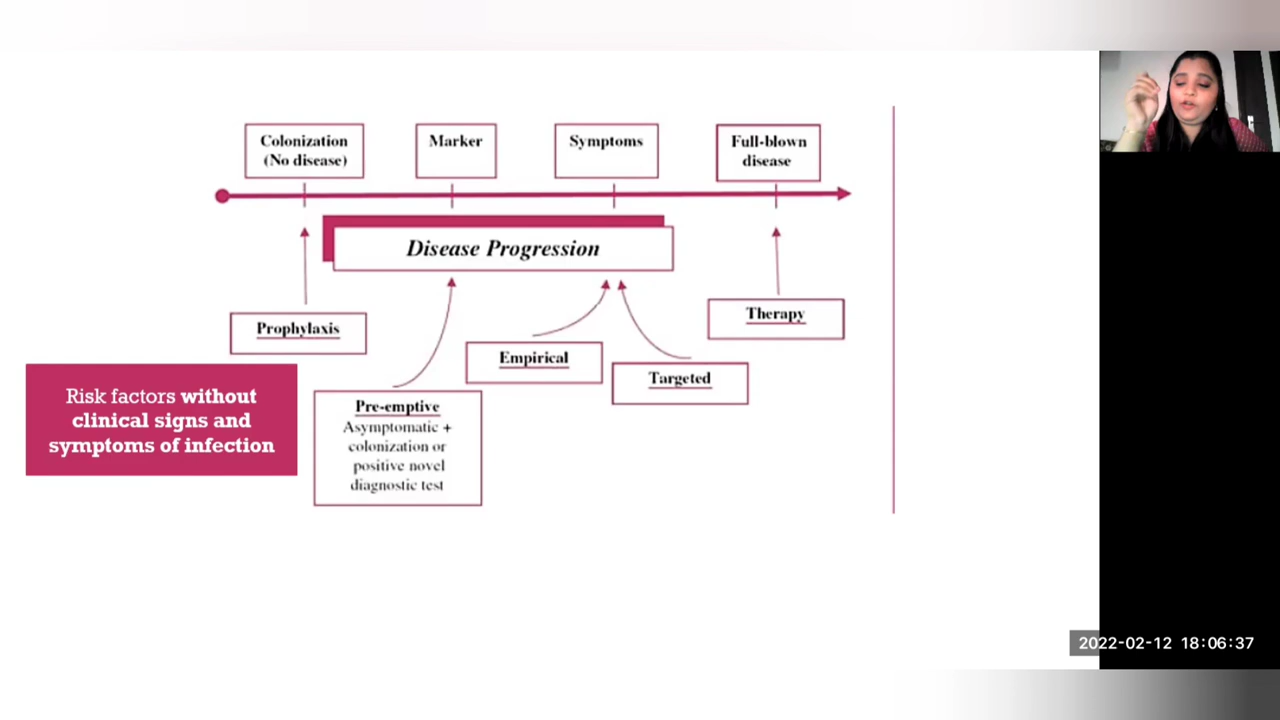 Colonization
(No disease)
Marker
Symptoms
Full-blown
disease
Disease Progression
Prophylaxis
Therapy
Empirical
Targeted
Pre-emptive
Asymptomatic +
colonization or
positive novel
diagnostic test
Risk factors without
clinical signs and
symptoms of infection
2022-02-12 18:06:37